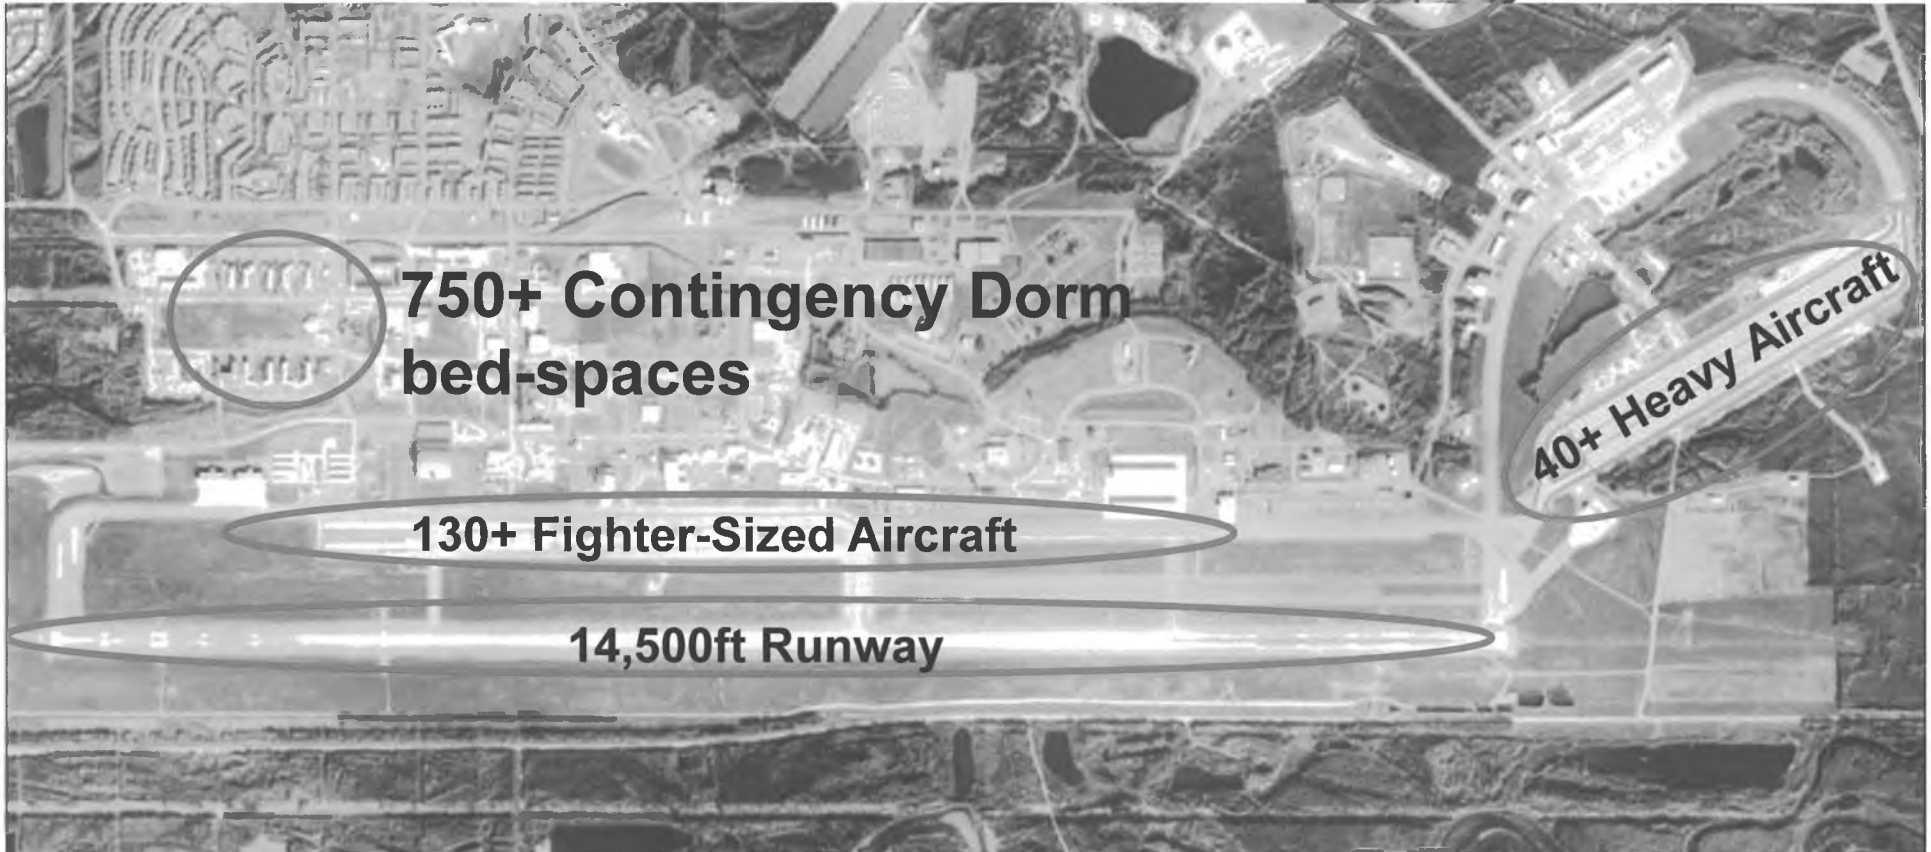 750+ Contingency Dorm
bed-spaces
40+ Heavy Aircraft
130+ Fighter-Sized Aircraft
14,500ft Runway